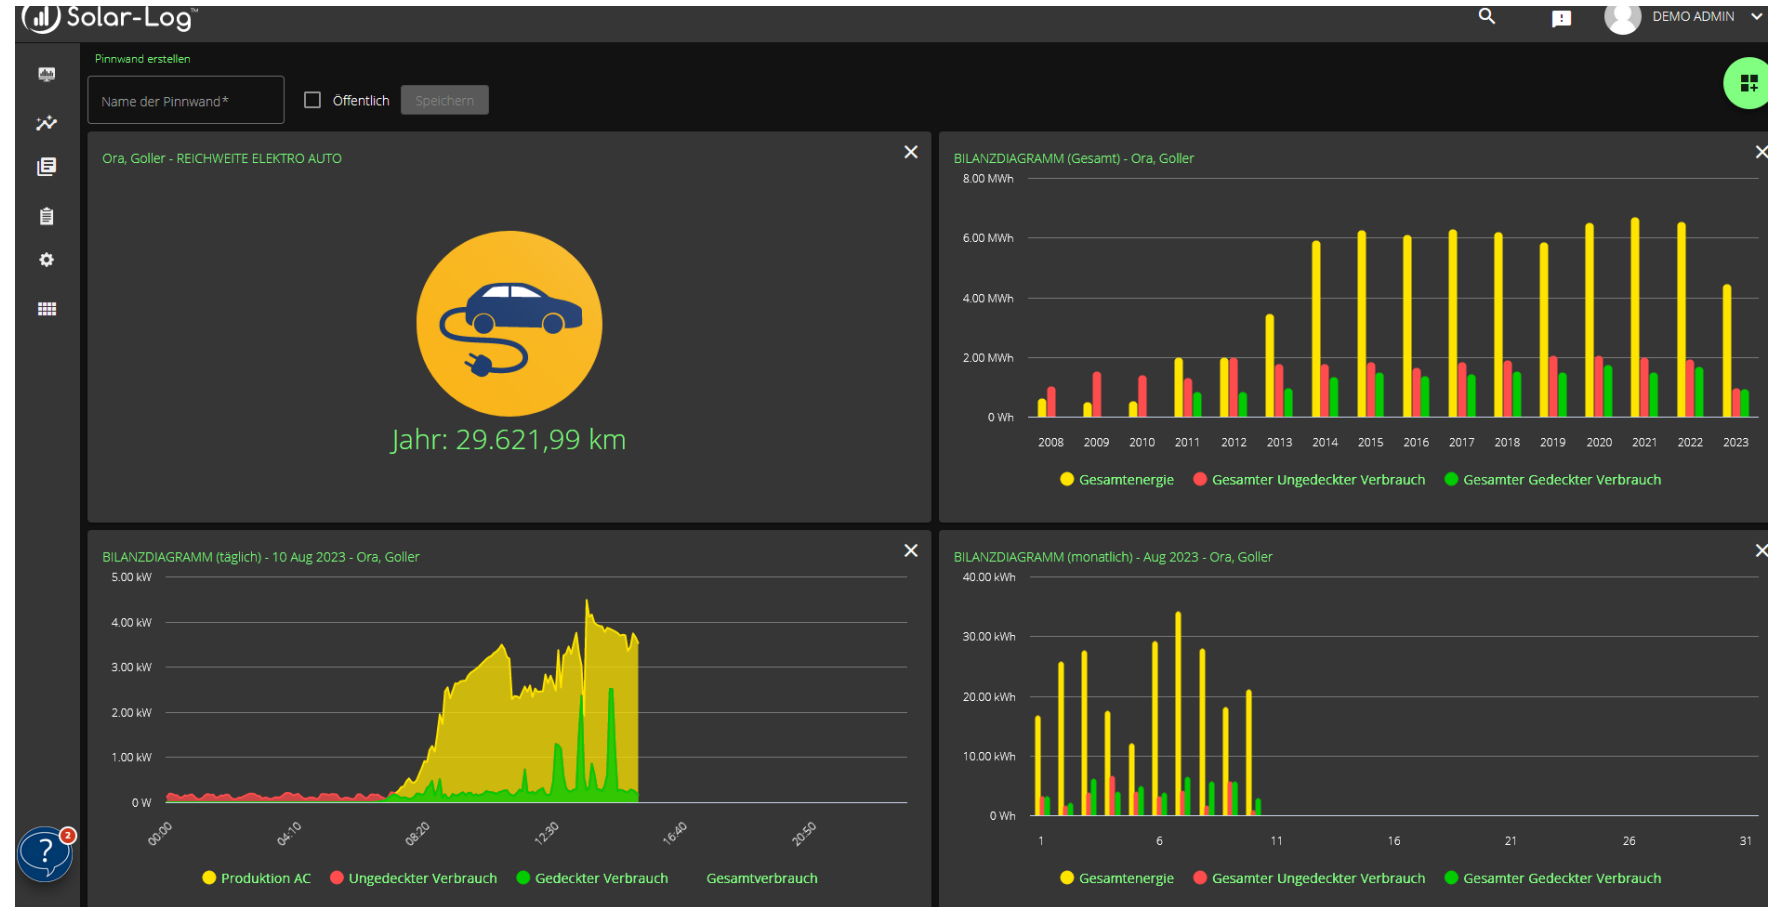 Solar-Log™
DEMO ADMIN
Pinnwand erstellen
Name der Pinnwand*
Öffentlich
Speichern
Ora, Goller - REICHWEITE ELEKTRO AUTO
Jahr: 29.621,99 km
BILANZDIAGRAMM (Gesamt) - Ora, Goller
8.00 MWh
6.00 MWh
4.00 MWh
2.00 MWh
0 Wh
2008 2009 2010 2011 2012 2013 2014 2015 2016 2017 2018 2019 2020 2021 2022 2023
Gesamtenergie Gesamter Ungedeckter Verbrauch Gesamter Gedeckter Verbrauch
BILANZDIAGRAMM (täglich) - 10 Aug 2023 - Ora, Goller
5.00 kW
4.00 kW
3.00 kW
2.00 kW
1.00 kW
0 W
00:00 04:10 08:20 12:30 16:40 20:50
Produktion AC Ungedeckter Verbrauch Gedeckter Verbrauch Gesamtverbrauch
BILANZDIAGRAMM (monatlich) - Aug 2023 - Ora, Goller
40.00 kWh
30.00 kWh
20.00 kWh
10.00 kWh
0 Wh
1 6 11 16 21 26 31
Gesamtenergie Gesamter Ungedeckter Verbrauch Gesamter Gedeckter Verbrauch
? 2